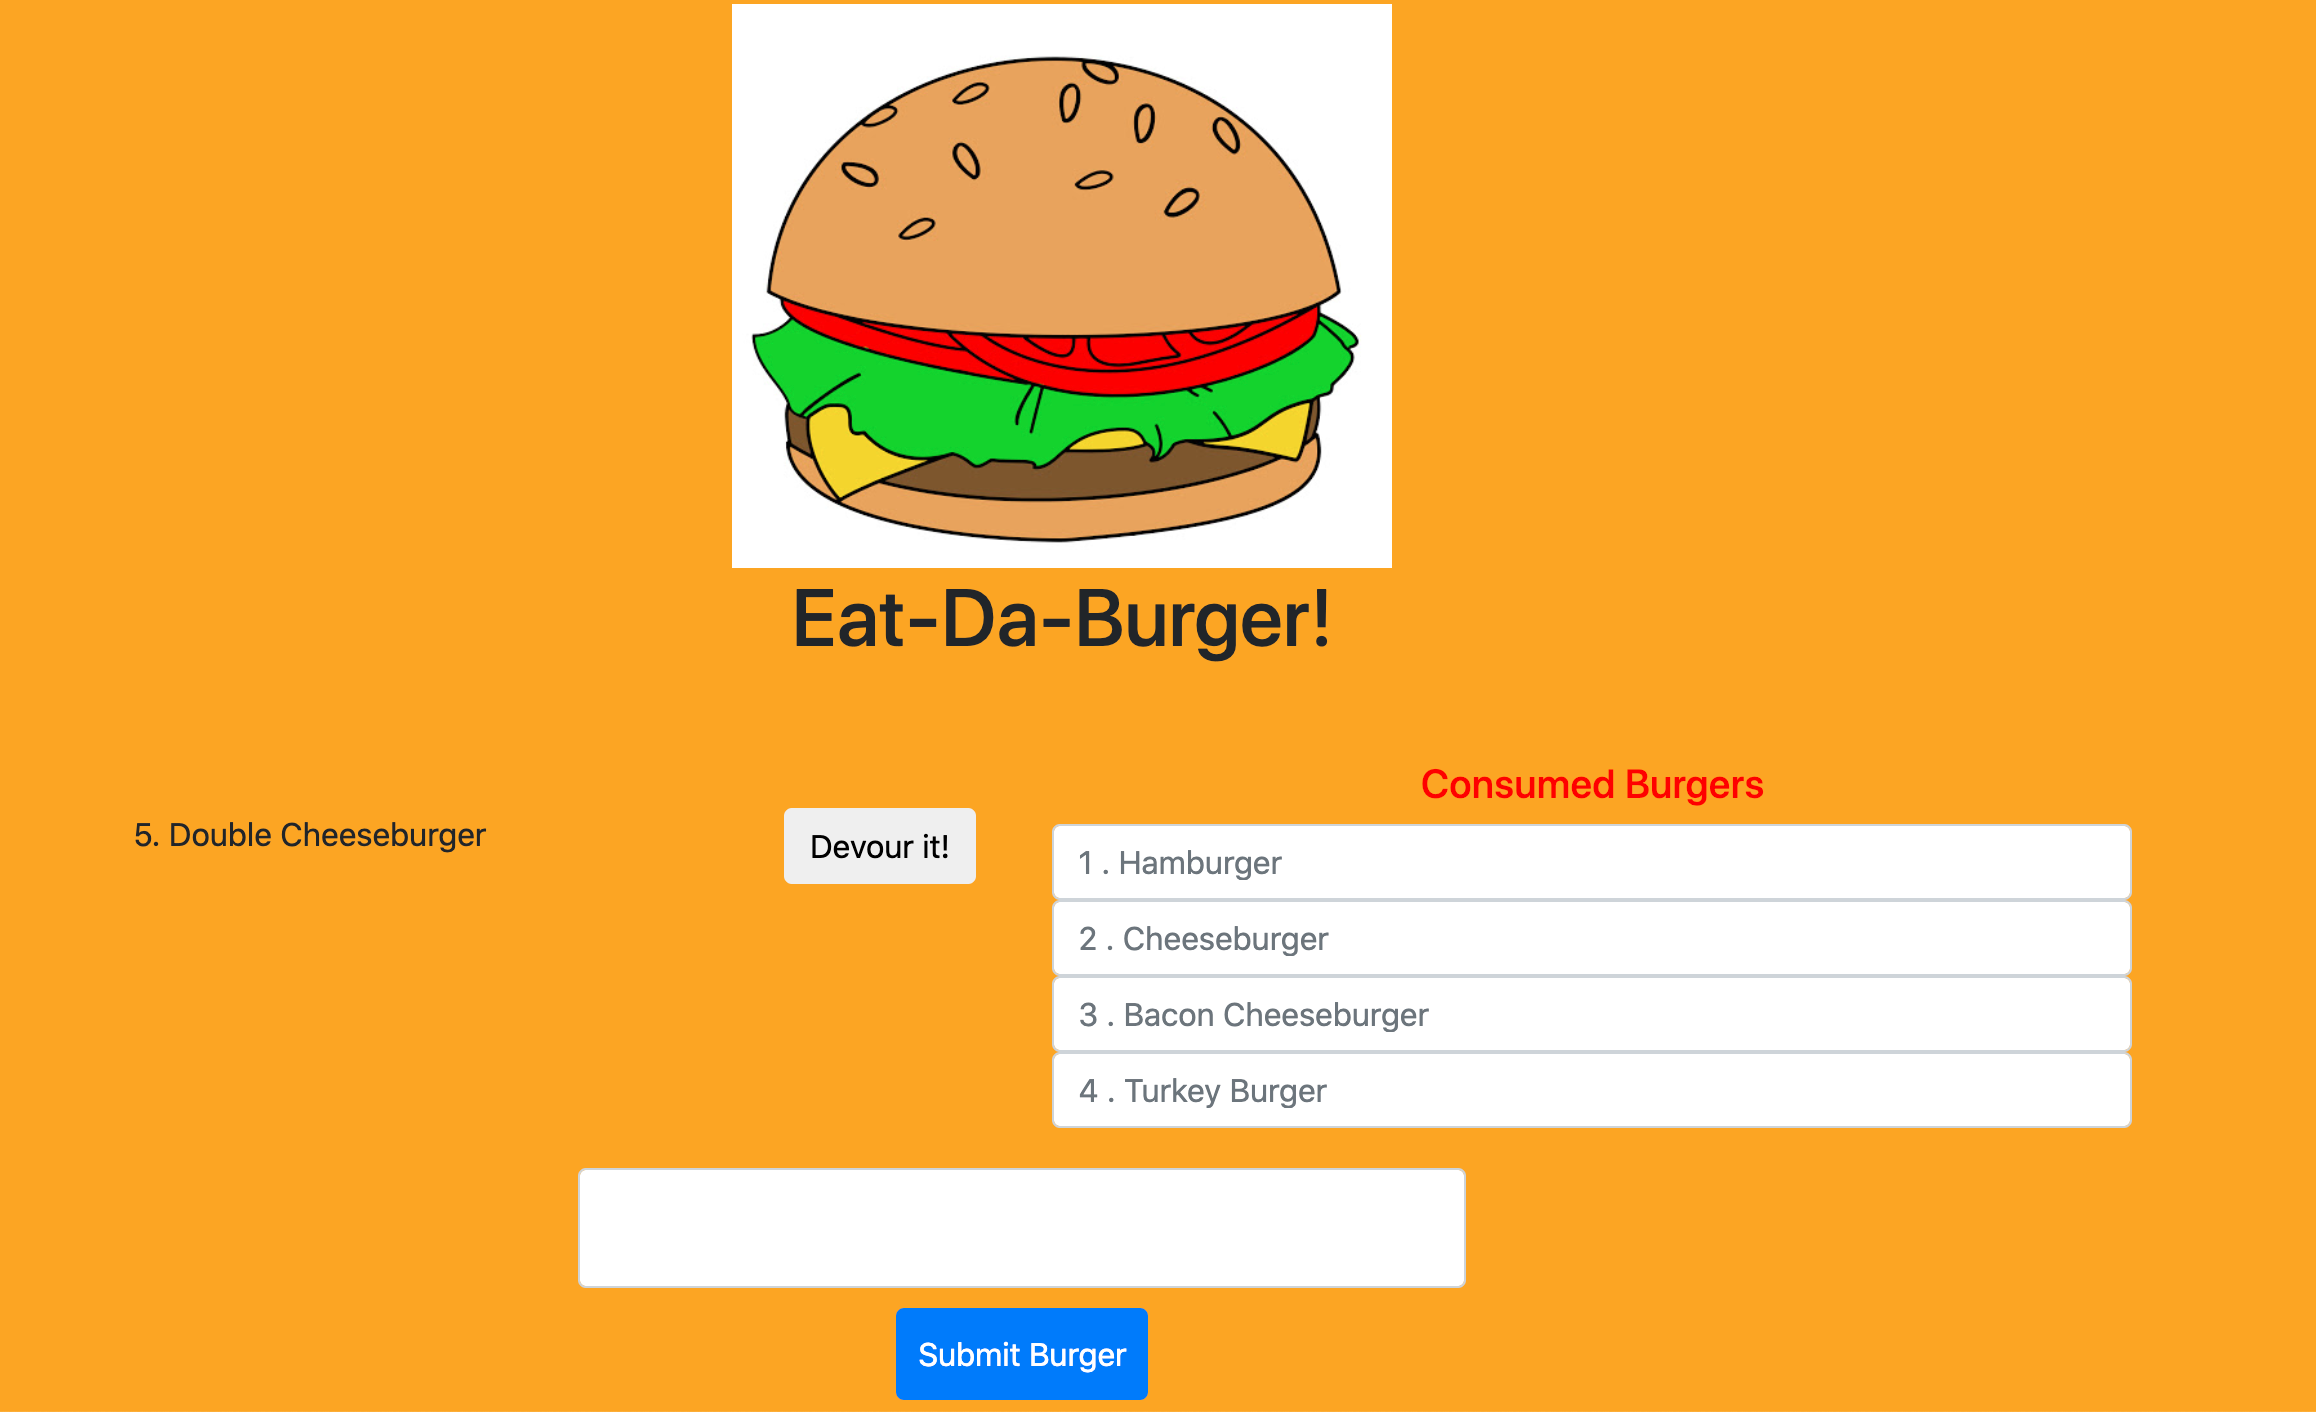 Eat-Da-Burger!
5. Double Cheeseburger
Devour it!
Consumed Burgers
1 . Hamburger
2 . Cheeseburger
3 . Bacon Cheeseburger
4 . Turkey Burger
Submit Burger